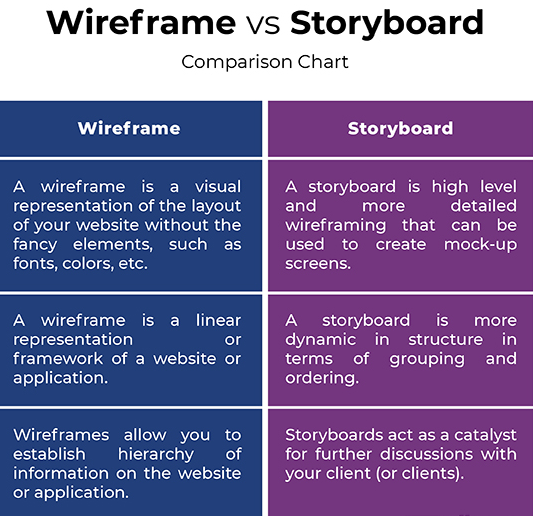 Wireframe vs Storyboard
Comparison Chart
Wireframe
Storyboard
A wireframe is a visual
representation of the layout
of your website without the
fancy elements, such as
fonts, colors, etc.
A storyboard is high level
and more detailed
wireframing that can be
used to create mock-up
screens.
A wireframe is a linear
representation or
framework of a website or
application.
A storyboard is more
dynamic in structure in
terms of grouping and
ordering.
Wireframes allow you to
establish hierarchy of
information on the website
or application.
Storyboards act as a catalyst
for further discussions with
your client (or clients).